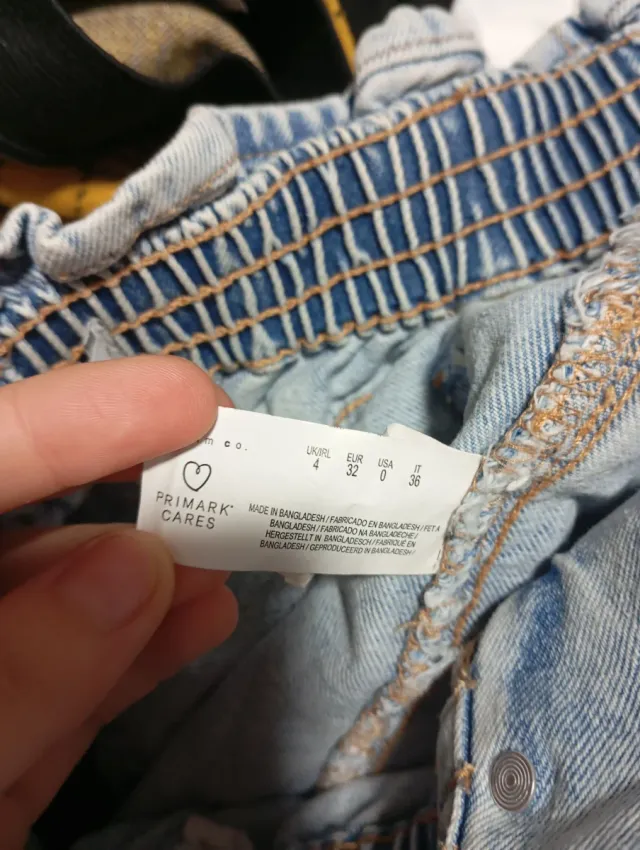 m co.
UK/IRL EUR USA IT
4 32 0 36
PRIMARK®
CARES
MADE IN BANGLADESH / FABRICADO EN BANGLADESH / FET A
BANGLADESH / FABRICADO NA BANGLADECHE /
HERGESTELLT IN BANGLADESCH / FABRIQUÉ EN
BANGLADESH / GEPRODUCEERD IN BANGLADESH